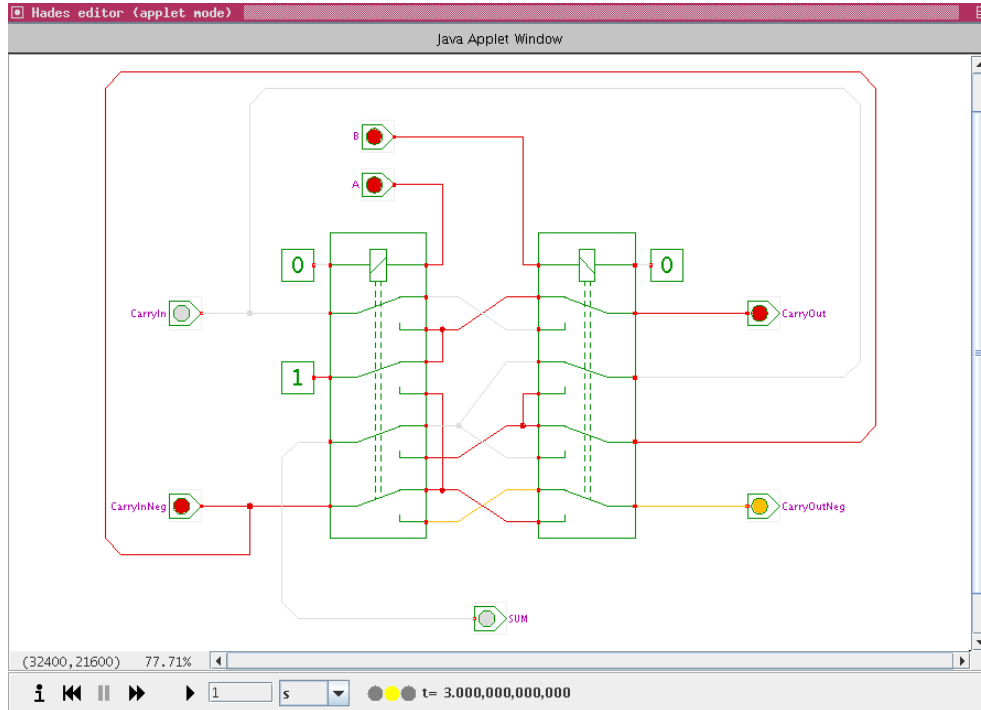 Hades editor (applet mode)
Java Applet Window
B
A
0
0
CarryIn
CarryOut
1
CarryInNeg
CarryOutNeg
SUM
(32400,21600) 77.71%
1 s t= 3.000,000,000,000